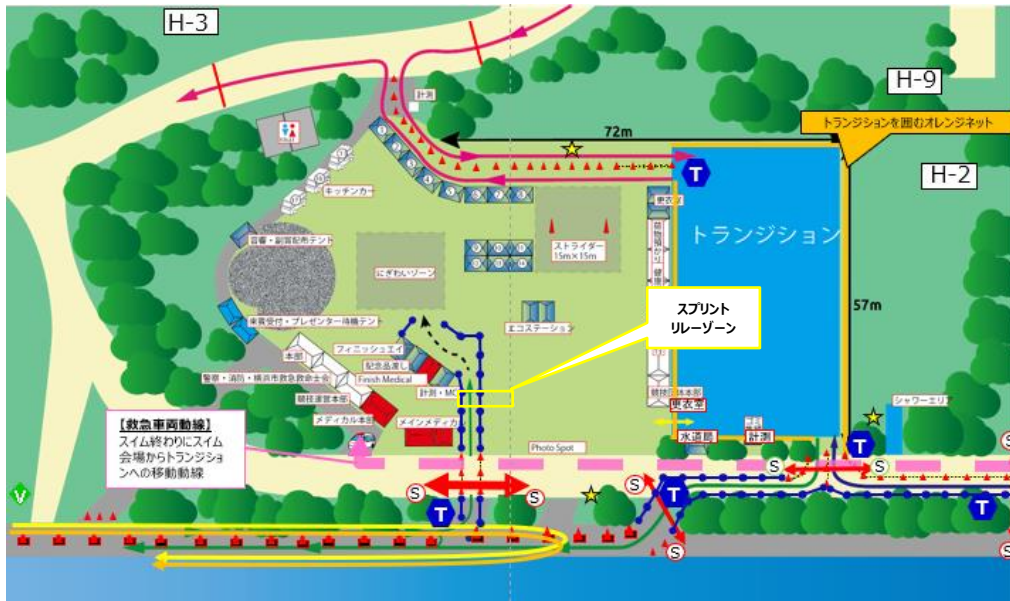 H-3
H-9
トランジションを囲むオレンジネット
H-2
計測
72m
T
キッチンカー
更衣室
トランジション
音響・副賞配布テント
ストライダー
15m×15m
にぎわいゾーン
57m
スプリント
リレーゾーン
エコステーション
来賓受付・プレゼンター待機テント
フィニッシュエイ
本部
記念品渡し
警察・消防・横浜市救急救命士会
Finish Medical
計測・MC
競技運営本部
メディカル本部
メインメディカ
更衣室
シャワーエリア
水道局
計測
【救急車両動線】
スイム終わりにスイム
会場からトランジショ
ンへの移動動線
Photo Spot
T
S
S
S
S
S
S
V
T
T
T
S
S